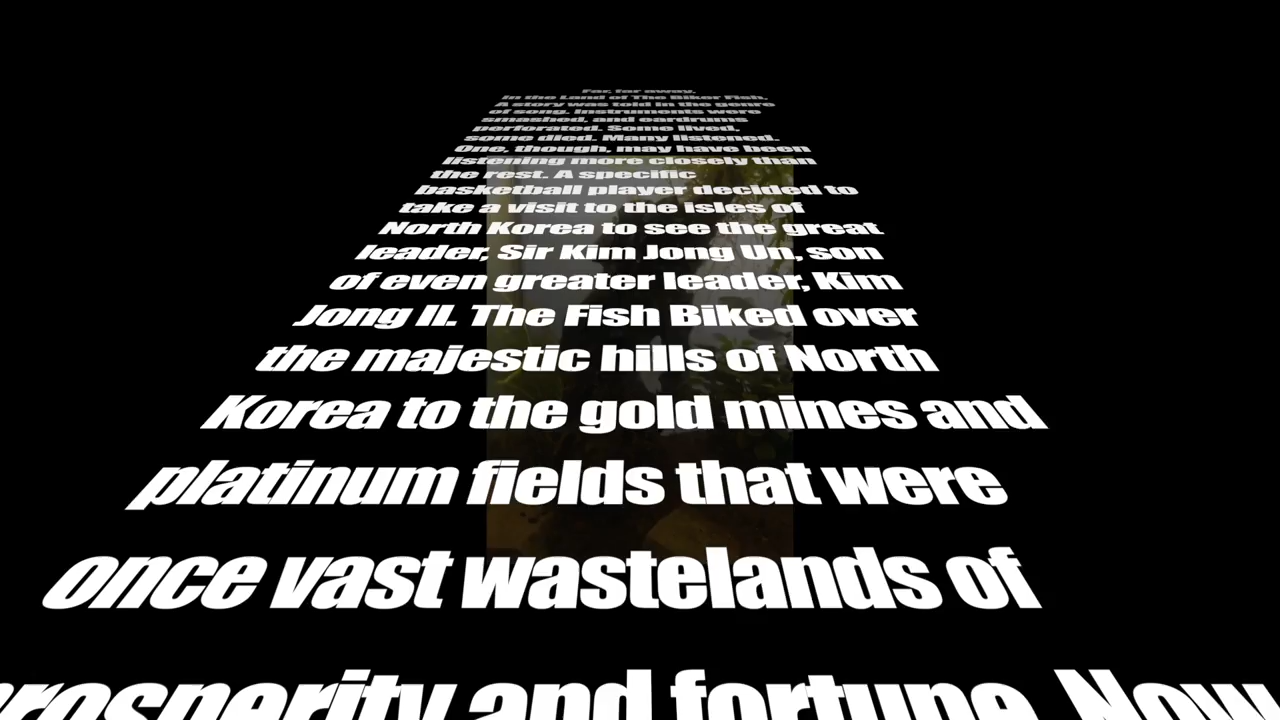 Far, far away,
In the Land of The Biker Fish,
A story was told in the genre
of song. Instruments were
smashed, and eardrums
perforated. Some lived,
some died. Many listened.
One, though, may have been
listening more closely than
the rest. A specific
basketball player decided to
take a visit to the isles of
North Korea to see the great
leader, Sir Kim Jong Un, son
of even greater leader, Kim
Jong Il. The Fish Biked over
the majestic hills of North
Korea to the gold mines and
platinum fields that were
once vast wastelands of
prosperity and fortune. Now